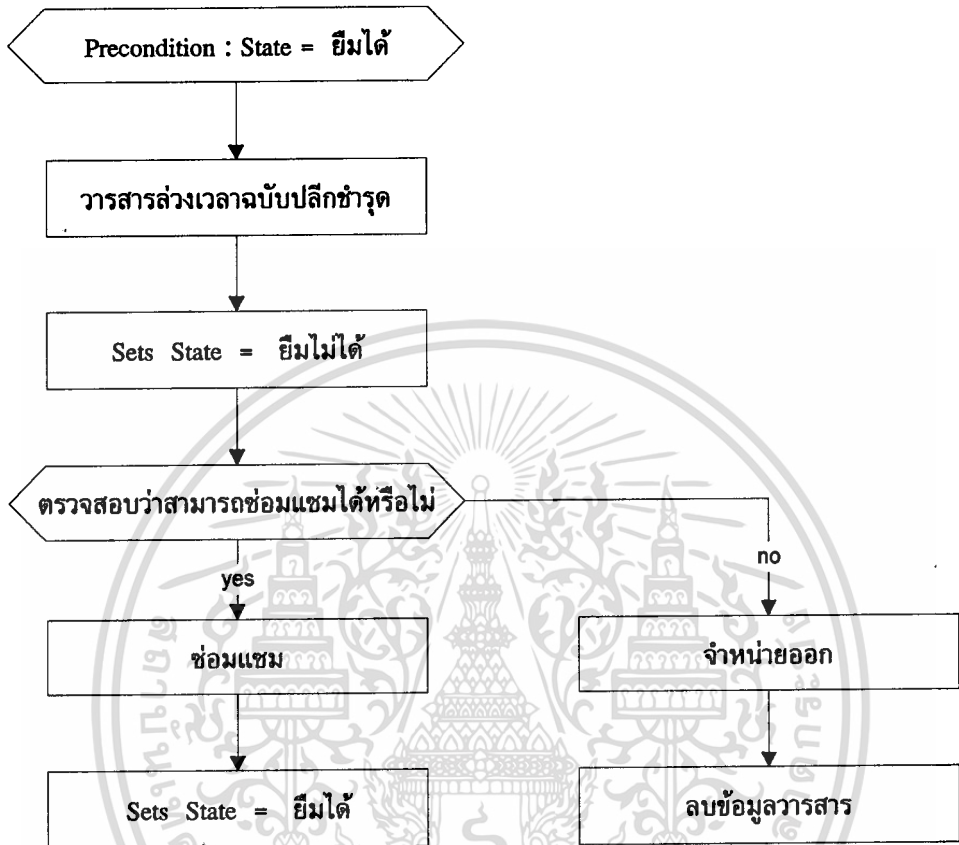 Precondition : State = ยืมได้
วารสารล่วงเวลาฉบับปลีกชำรุด
Sets State = ยืมไม่ได้
ตรวจสอบว่าสามารถซ่อมแซมได้หรือไม่
yes
no
ซ่อมแซม
จำหน่ายออก
Sets State = ยืมได้
ลบข้อมูลวารสาร